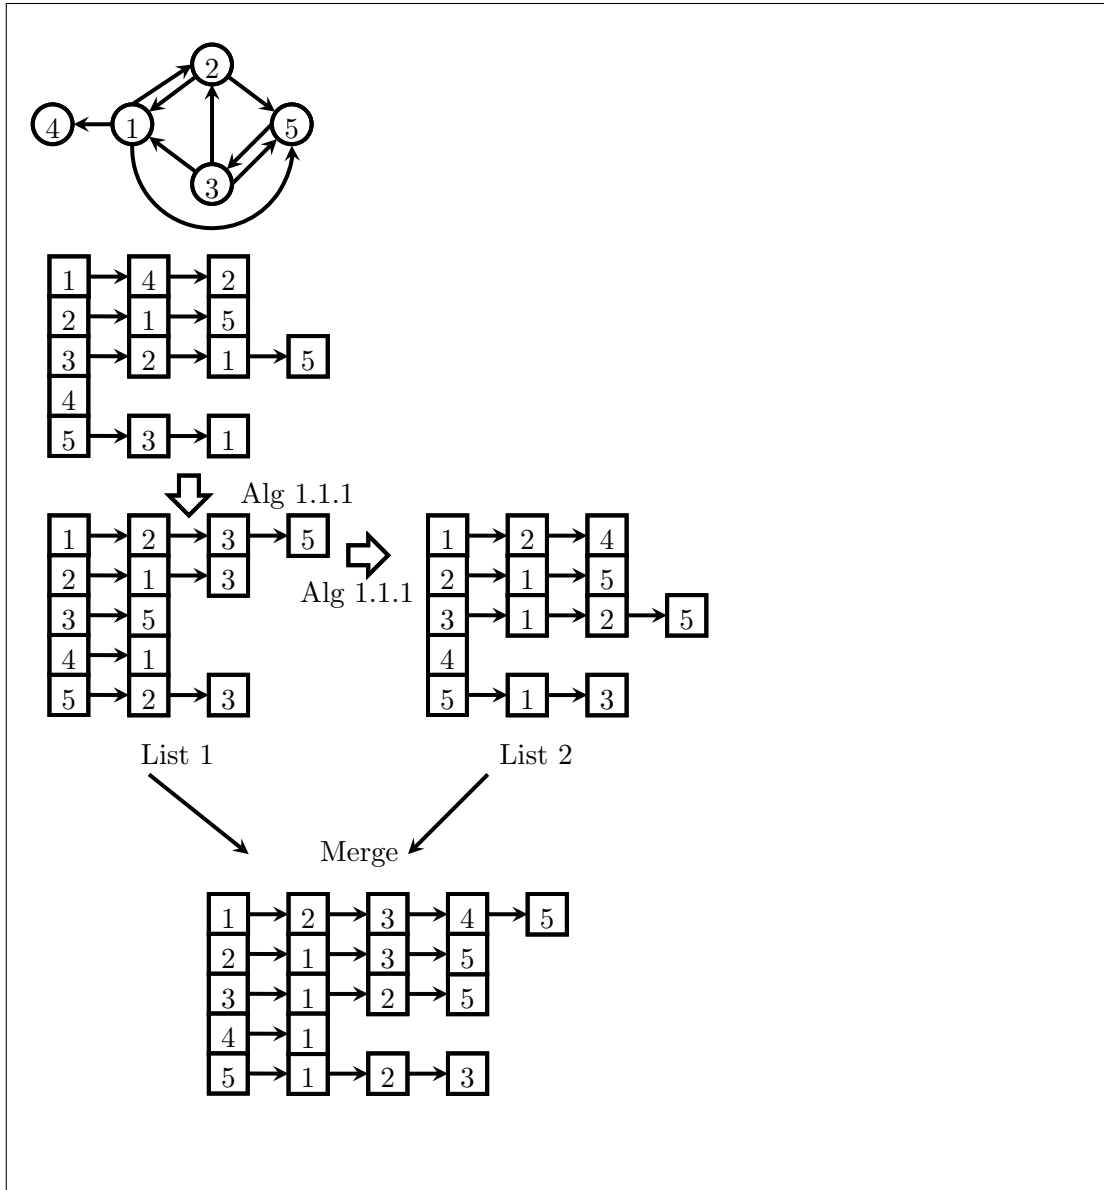 2
4 1 5
3
1 4 2
2 1 5
3 2 1 5
4
5 3 1
Alg 1.1.1
1 2 3 5
2 1 3
3 5
4 1
5 2 3
Alg 1.1.1
1 2 4
2 1 5
3 1 2 5
4
5 1 3
List 1
List 2
Merge
1 2 3 4 5
2 1 3 5
3 1 2 5
4 1
5 1 2 3